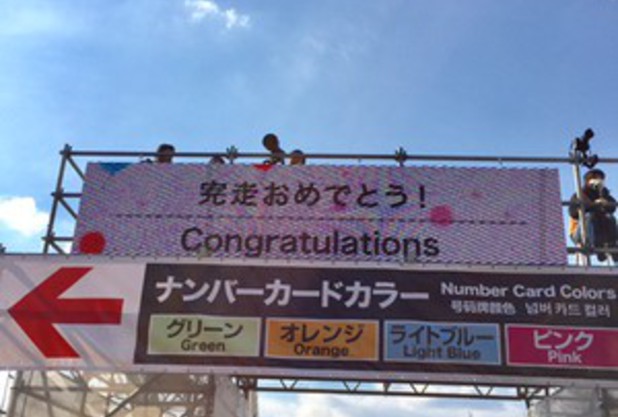 完走おめでとう！
Congratulations
ナンバーカードカラー Number Card Colors
号码牌颜色 넘버 카드 컬러
グリーン オレンジ ライトブルー ピンク
Green Orange Light Blue Pink